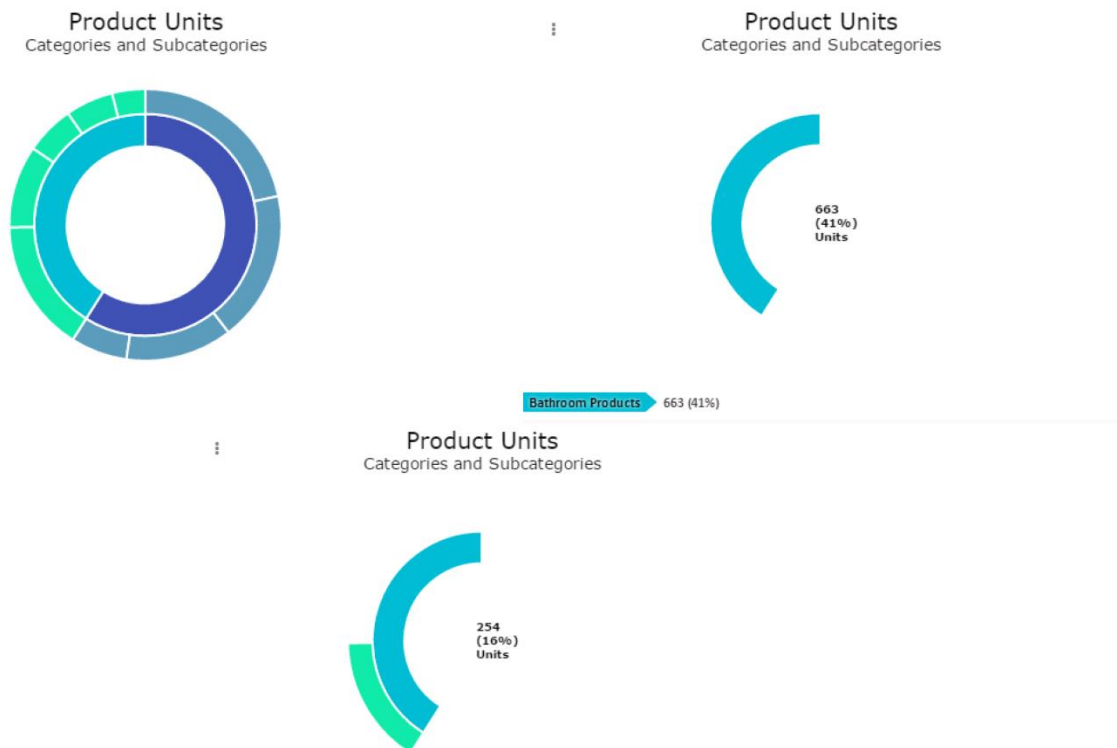 Product Units
Categories and Subcategories
Product Units
Categories and Subcategories
663
(41%)
Units
Bathroom Products 663 (41%)
Product Units
Categories and Subcategories
254
(16%)
Units